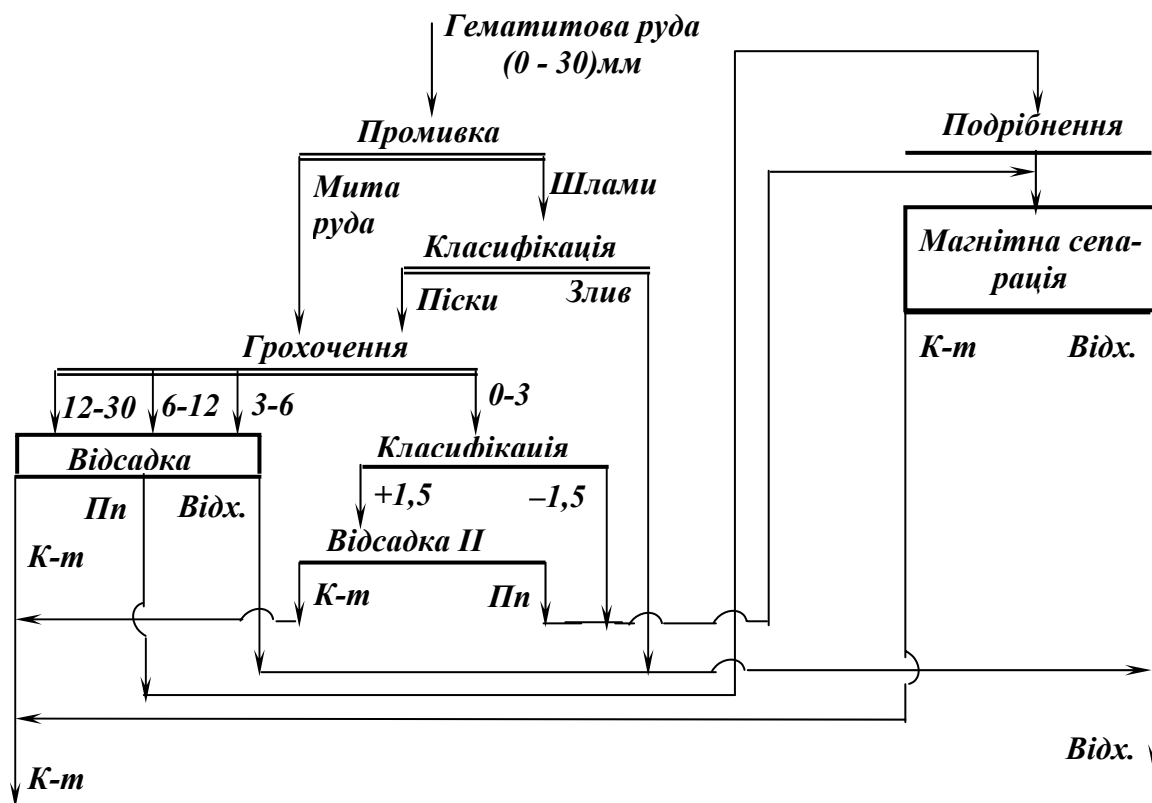 Гематитова руда
(0 - 30)мм
Промивка
Подрібнення
Мита
руда
Шлами
Класифікація
Магнітна сепа-
рація
Піски
Злив
Грохочення
К-т
Відх.
12-30
6-12
3-6
0-3
Відсадка
Класифікація
+1,5
–1,5
Пп
Відх.
Відсадка II
К-т
К-т
Пп
Відх.
К-т